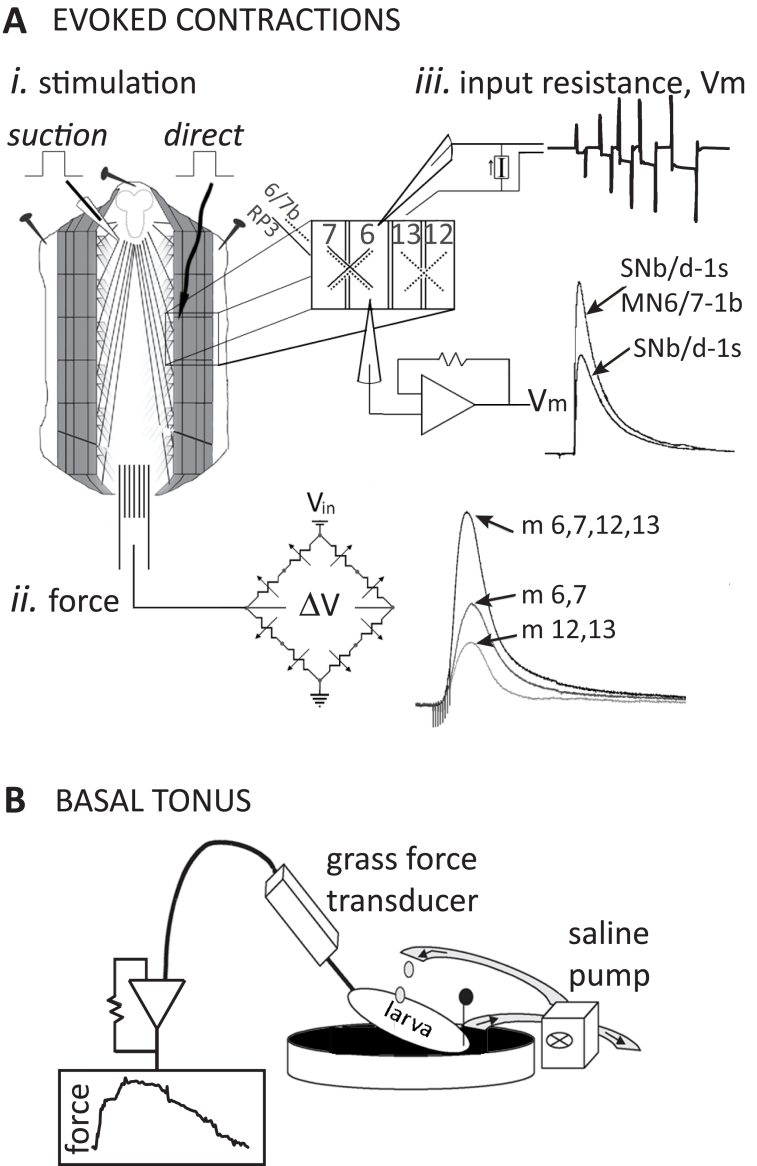 A EVOKED CONTRACTIONS
i. stimulation
iii. input resistance, Vm
suction
direct
I
6/7b
RP3
7 6 13 12
SNb/d-1s
MN6/7-1b
SNb/d-1s
Vm
Vin
m 6,7,12,13
ii. force
ΔV
m 6,7
m 12,13
B BASAL TONUS
grass force
transducer
saline
pump
larva
force